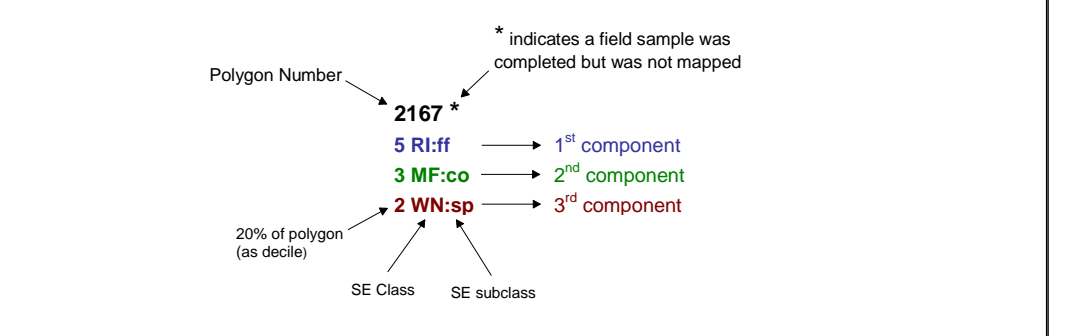 * indicates a field sample was
completed but was not mapped
Polygon Number
2167 *
5 RI:ff 1st component
3 MF:co 2nd component
2 WN:sp 3rd component
20% of polygon
(as decile)
SE Class SE subclass